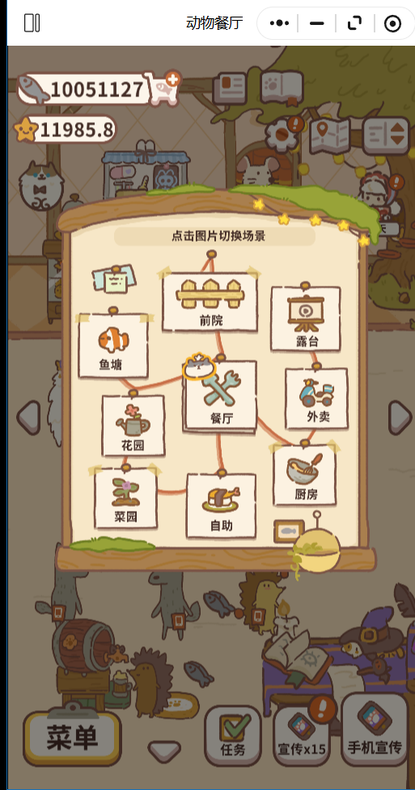 动物餐厅
10051127
11985.8
点击图片切换场景
前院
露台
鱼塘
餐厅
外卖
花园
厨房
菜园
自助
菜单
任务
宣传x15
手机宣传